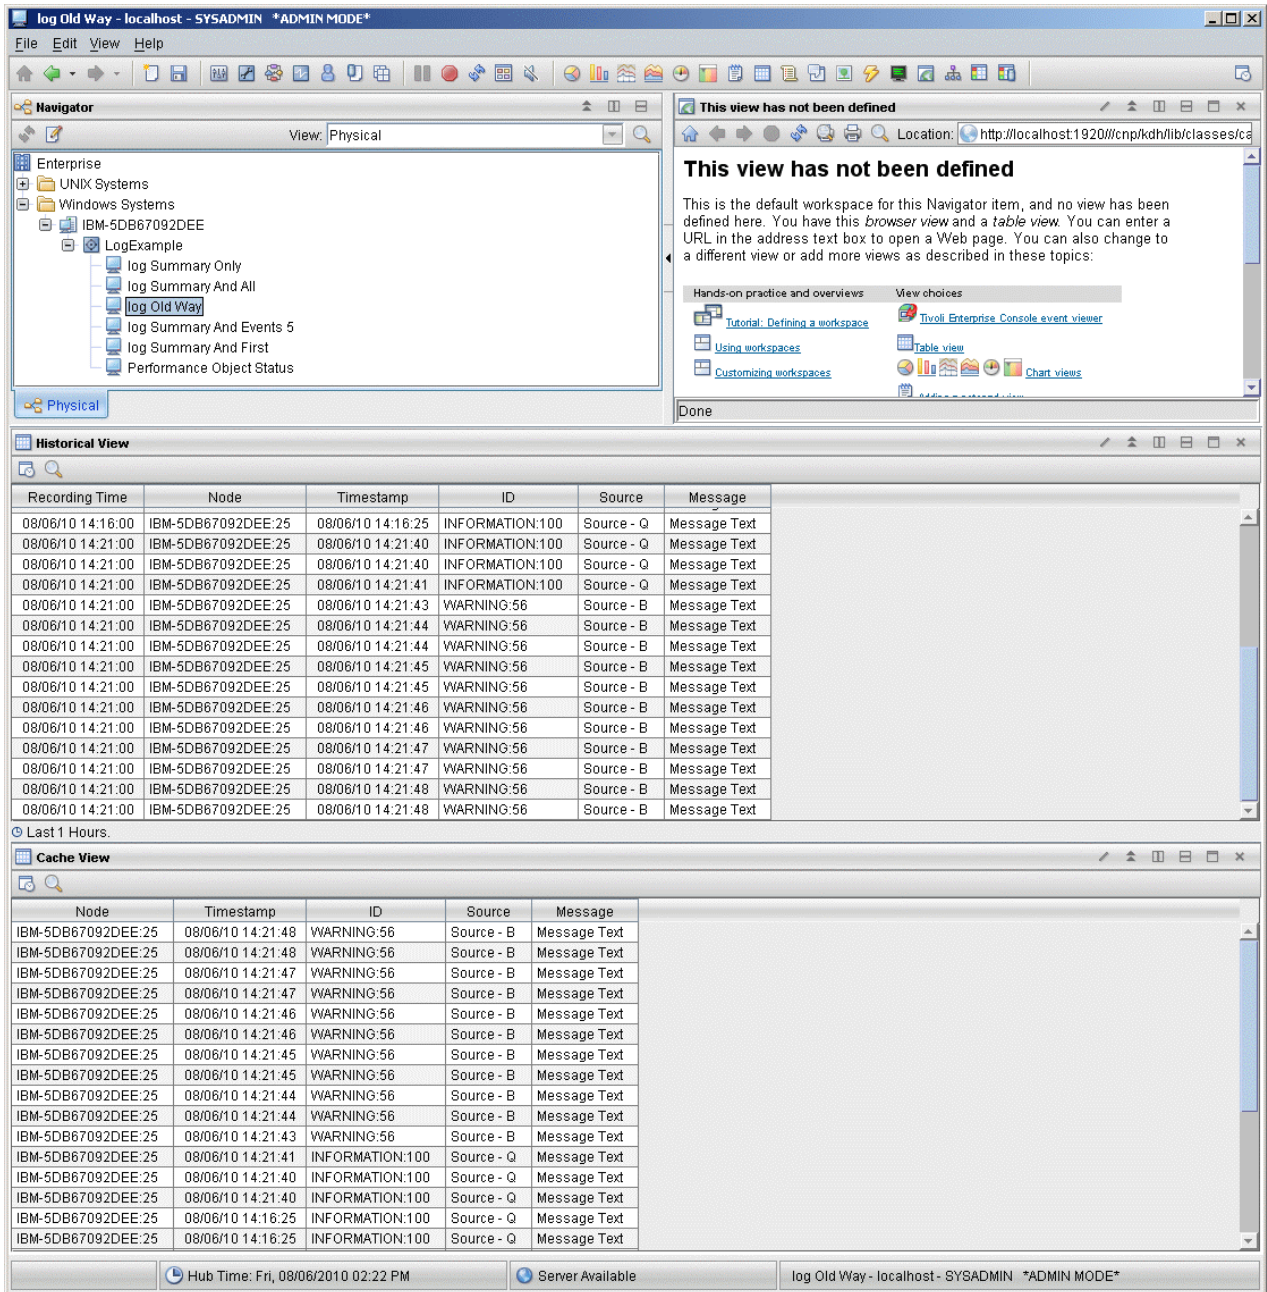 log Old Way - localhost - SYSADMIN *ADMIN MODE*
File Edit View Help
Navigator
View: Physical
Enterprise
UNIX Systems
Windows Systems
IBM-5DB67092DEE
LogExample
log Summary Only
log Summary And All
log Old Way
log Summary And Events 5
log Summary And First
Performance Object Status
Physical
This view has not been defined
Location: http://localhost:1920///cnp/kdh/lib/classes/ca
This view has not been defined
This is the default workspace for this Navigator item, and no view has been
defined here. You have this browser view and a table view. You can enter a
URL in the address text box to open a Web page. You can also change to
a different view or add more views as described in these topics:
Hands-on practice and overviews View choices
Tutorial: Defining a workspace Tivoli Enterprise Console event viewer
Using workspaces Table view
Customizing workspaces Chart views
Done
Historical View
Recording Time Node Timestamp ID Source Message
08/06/10 14:16:00 IBM-5DB67092DEE:25 08/06/10 14:16:25 INFORMATION:100 Source - Q Message Text
08/06/10 14:21:00 IBM-5DB67092DEE:25 08/06/10 14:21:40 INFORMATION:100 Source - Q Message Text
08/06/10 14:21:00 IBM-5DB67092DEE:25 08/06/10 14:21:40 INFORMATION:100 Source - Q Message Text
08/06/10 14:21:00 IBM-5DB67092DEE:25 08/06/10 14:21:41 INFORMATION:100 Source - Q Message Text
08/06/10 14:21:00 IBM-5DB67092DEE:25 08/06/10 14:21:43 WARNING:56 Source - B Message Text
08/06/10 14:21:00 IBM-5DB67092DEE:25 08/06/10 14:21:44 WARNING:56 Source - B Message Text
08/06/10 14:21:00 IBM-5DB67092DEE:25 08/06/10 14:21:44 WARNING:56 Source - B Message Text
08/06/10 14:21:00 IBM-5DB67092DEE:25 08/06/10 14:21:45 WARNING:56 Source - B Message Text
08/06/10 14:21:00 IBM-5DB67092DEE:25 08/06/10 14:21:45 WARNING:56 Source - B Message Text
08/06/10 14:21:00 IBM-5DB67092DEE:25 08/06/10 14:21:46 WARNING:56 Source - B Message Text
08/06/10 14:21:00 IBM-5DB67092DEE:25 08/06/10 14:21:46 WARNING:56 Source - B Message Text
08/06/10 14:21:00 IBM-5DB67092DEE:25 08/06/10 14:21:47 WARNING:56 Source - B Message Text
08/06/10 14:21:00 IBM-5DB67092DEE:25 08/06/10 14:21:47 WARNING:56 Source - B Message Text
08/06/10 14:21:00 IBM-5DB67092DEE:25 08/06/10 14:21:48 WARNING:56 Source - B Message Text
08/06/10 14:21:00 IBM-5DB67092DEE:25 08/06/10 14:21:48 WARNING:56 Source - B Message Text
Last 1 Hours.
Cache View
Node Timestamp ID Source Message
IBM-5DB67092DEE:25 08/06/10 14:21:48 WARNING:56 Source - B Message Text
IBM-5DB67092DEE:25 08/06/10 14:21:48 WARNING:56 Source - B Message Text
IBM-5DB67092DEE:25 08/06/10 14:21:47 WARNING:56 Source - B Message Text
IBM-5DB67092DEE:25 08/06/10 14:21:47 WARNING:56 Source - B Message Text
IBM-5DB67092DEE:25 08/06/10 14:21:46 WARNING:56 Source - B Message Text
IBM-5DB67092DEE:25 08/06/10 14:21:46 WARNING:56 Source - B Message Text
IBM-5DB67092DEE:25 08/06/10 14:21:45 WARNING:56 Source - B Message Text
IBM-5DB67092DEE:25 08/06/10 14:21:45 WARNING:56 Source - B Message Text
IBM-5DB67092DEE:25 08/06/10 14:21:44 WARNING:56 Source - B Message Text
IBM-5DB67092DEE:25 08/06/10 14:21:44 WARNING:56 Source - B Message Text
IBM-5DB67092DEE:25 08/06/10 14:21:43 WARNING:56 Source - B Message Text
IBM-5DB67092DEE:25 08/06/10 14:21:41 INFORMATION:100 Source - Q Message Text
IBM-5DB67092DEE:25 08/06/10 14:21:40 INFORMATION:100 Source - Q Message Text
IBM-5DB67092DEE:25 08/06/10 14:21:40 INFORMATION:100 Source - Q Message Text
IBM-5DB67092DEE:25 08/06/10 14:16:25 INFORMATION:100 Source - Q Message Text
IBM-5DB67092DEE:25 08/06/10 14:16:25 INFORMATION:100 Source - Q Message Text
Hub Time: Fri, 08/06/2010 02:22 PM Server Available log Old Way - localhost - SYSADMIN *ADMIN MODE*